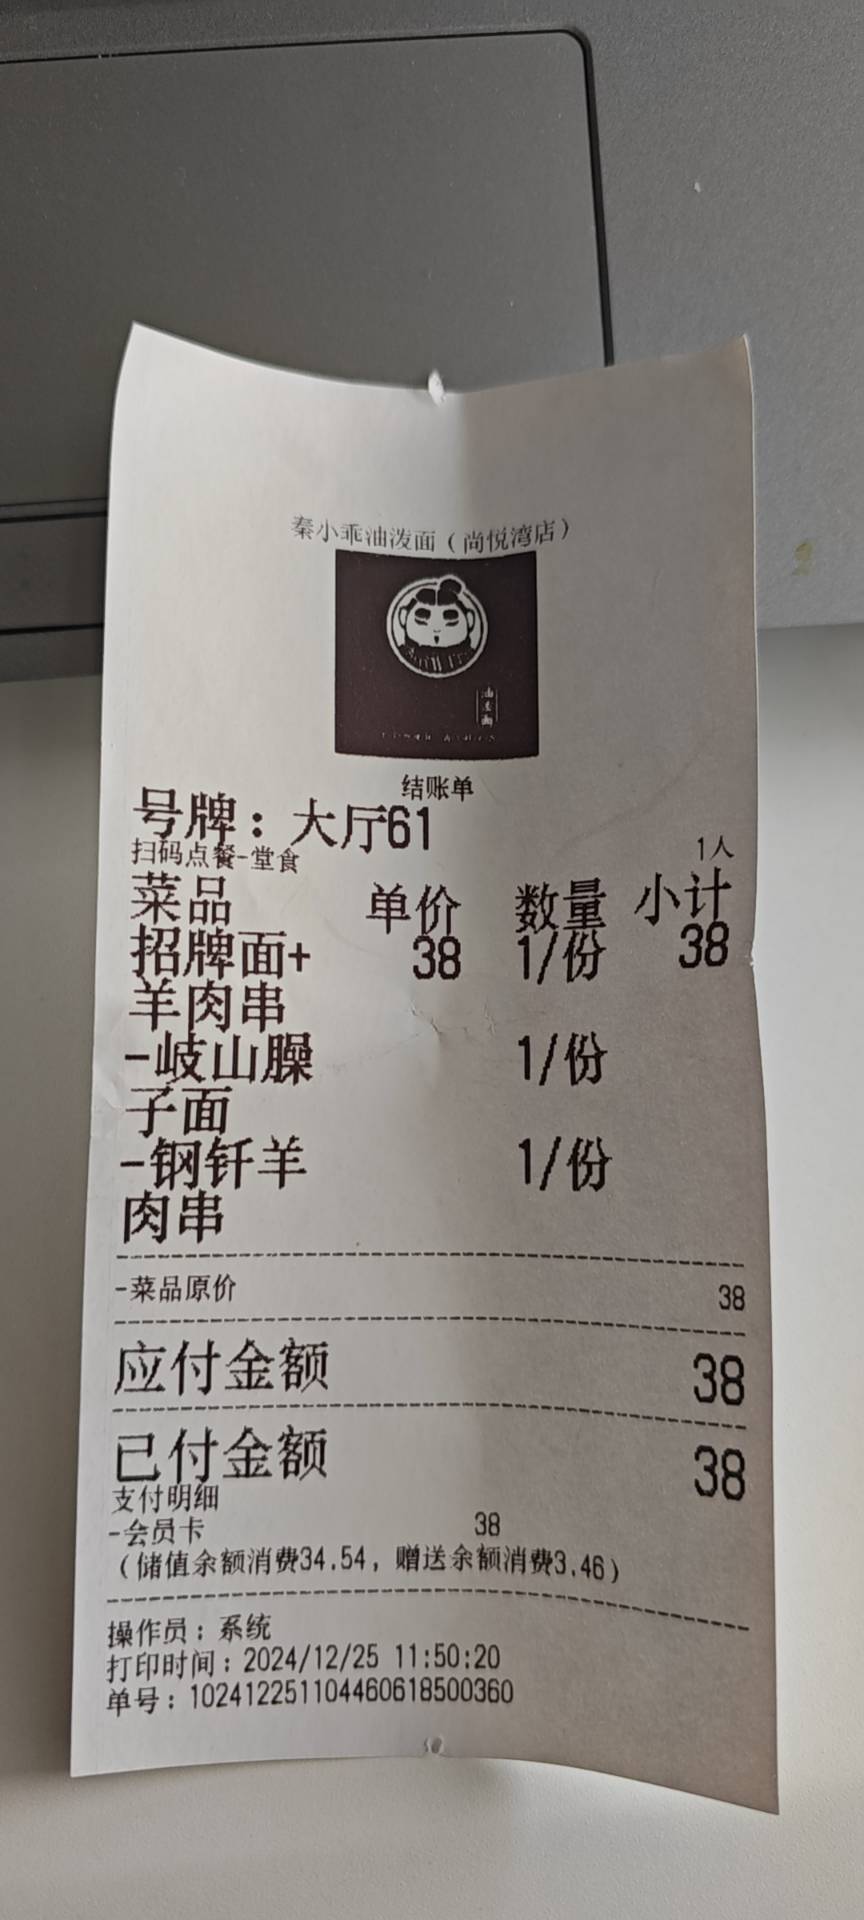 秦小乖油泼面（尚悦湾店）
油泼面
结账单
号牌：大厅61
扫码点餐-堂食 1人
菜品 单价 数量 小计
招牌面+ 38 1/份 38
羊肉串
-岐山臊 1/份
子面
-钢钎羊 1/份
肉串
-菜品原价 38
应付金额 38
已付金额 38
支付明细
-会员卡 38
（储值余额消费34.54，赠送余额消费3.46）
操作员：系统
打印时间：2024/12/25 11:50:20
单号：102412251104460618500360